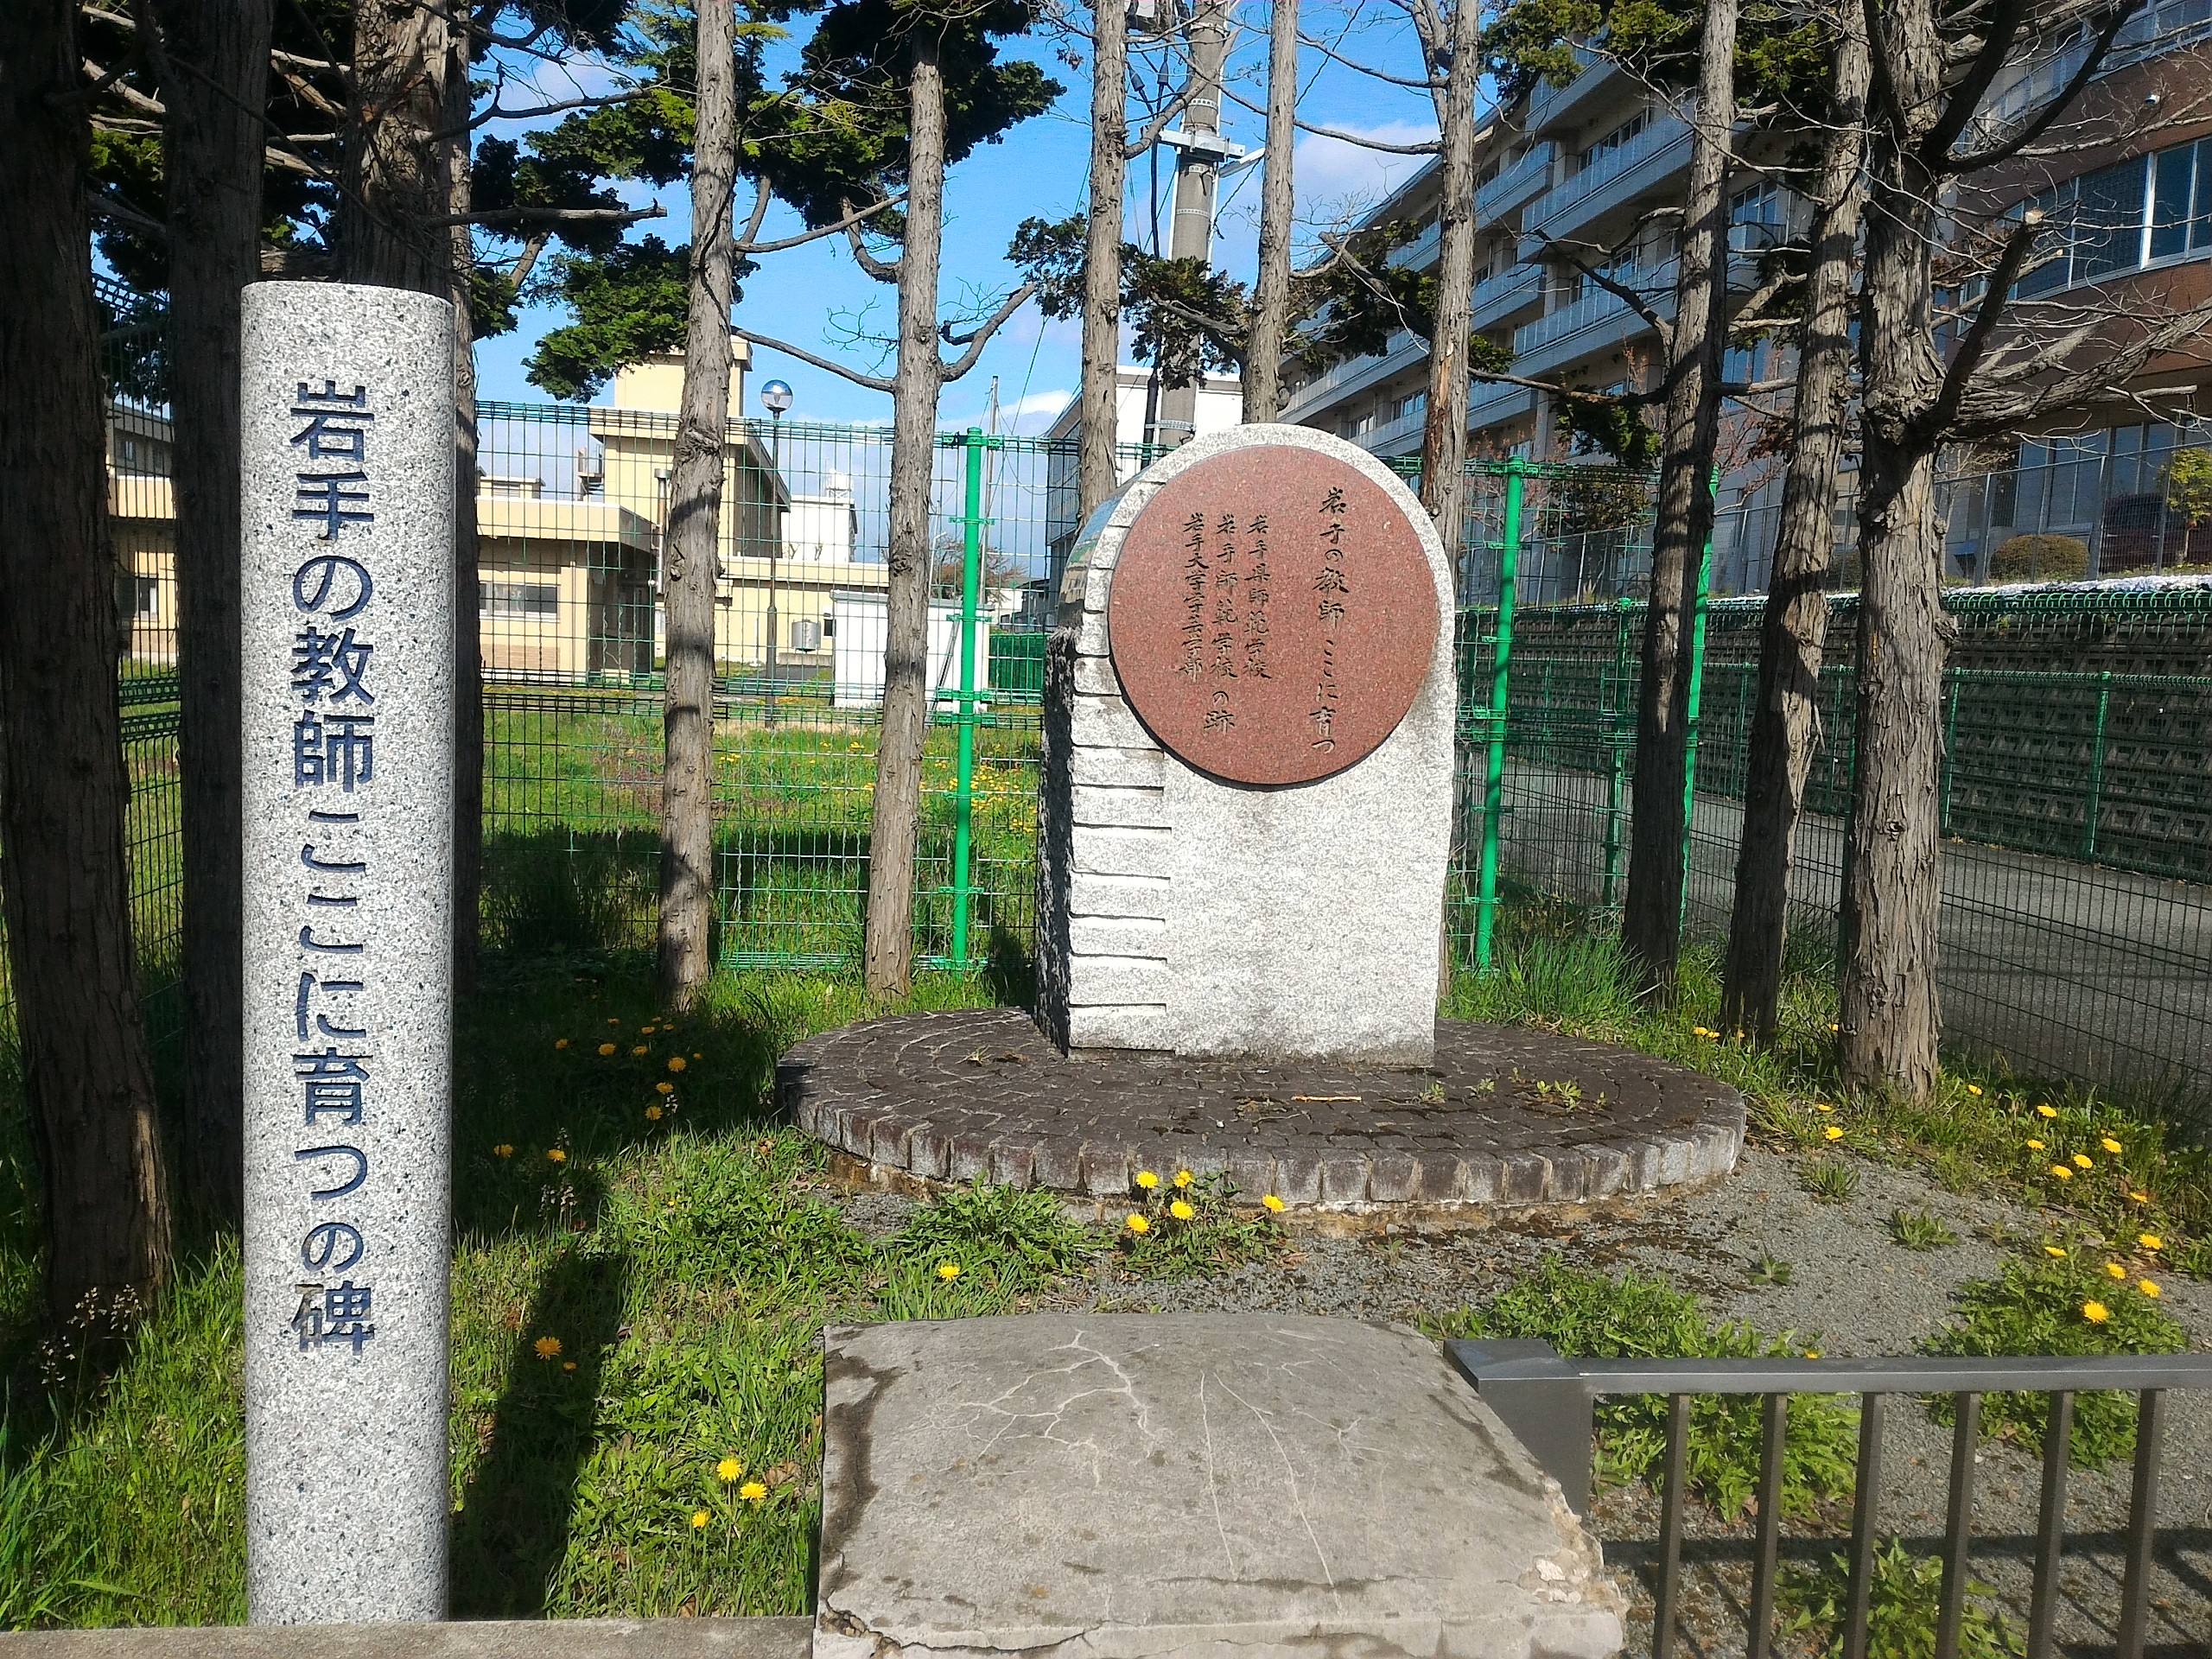 岩手の教師ここに育つの碑
岩手の教師 ここに育つ
岩手県師範学校
岩手師範学校の跡
岩手大学学芸学部